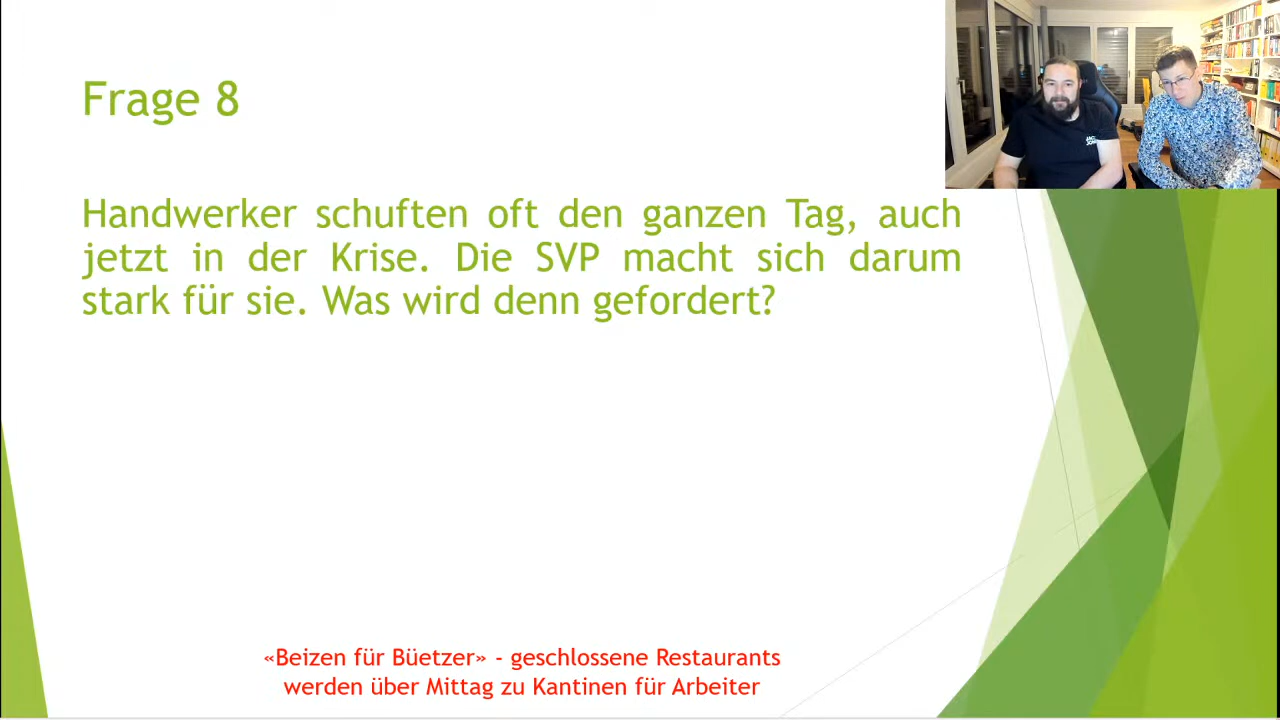 Frage 8
Handwerker schuften oft den ganzen Tag, auch
jetzt in der Krise. Die SVP macht sich darum
stark für sie. Was wird denn gefordert?
«Beizen für Büetzer» - geschlossene Restaurants
werden über Mittag zu Kantinen für Arbeiter